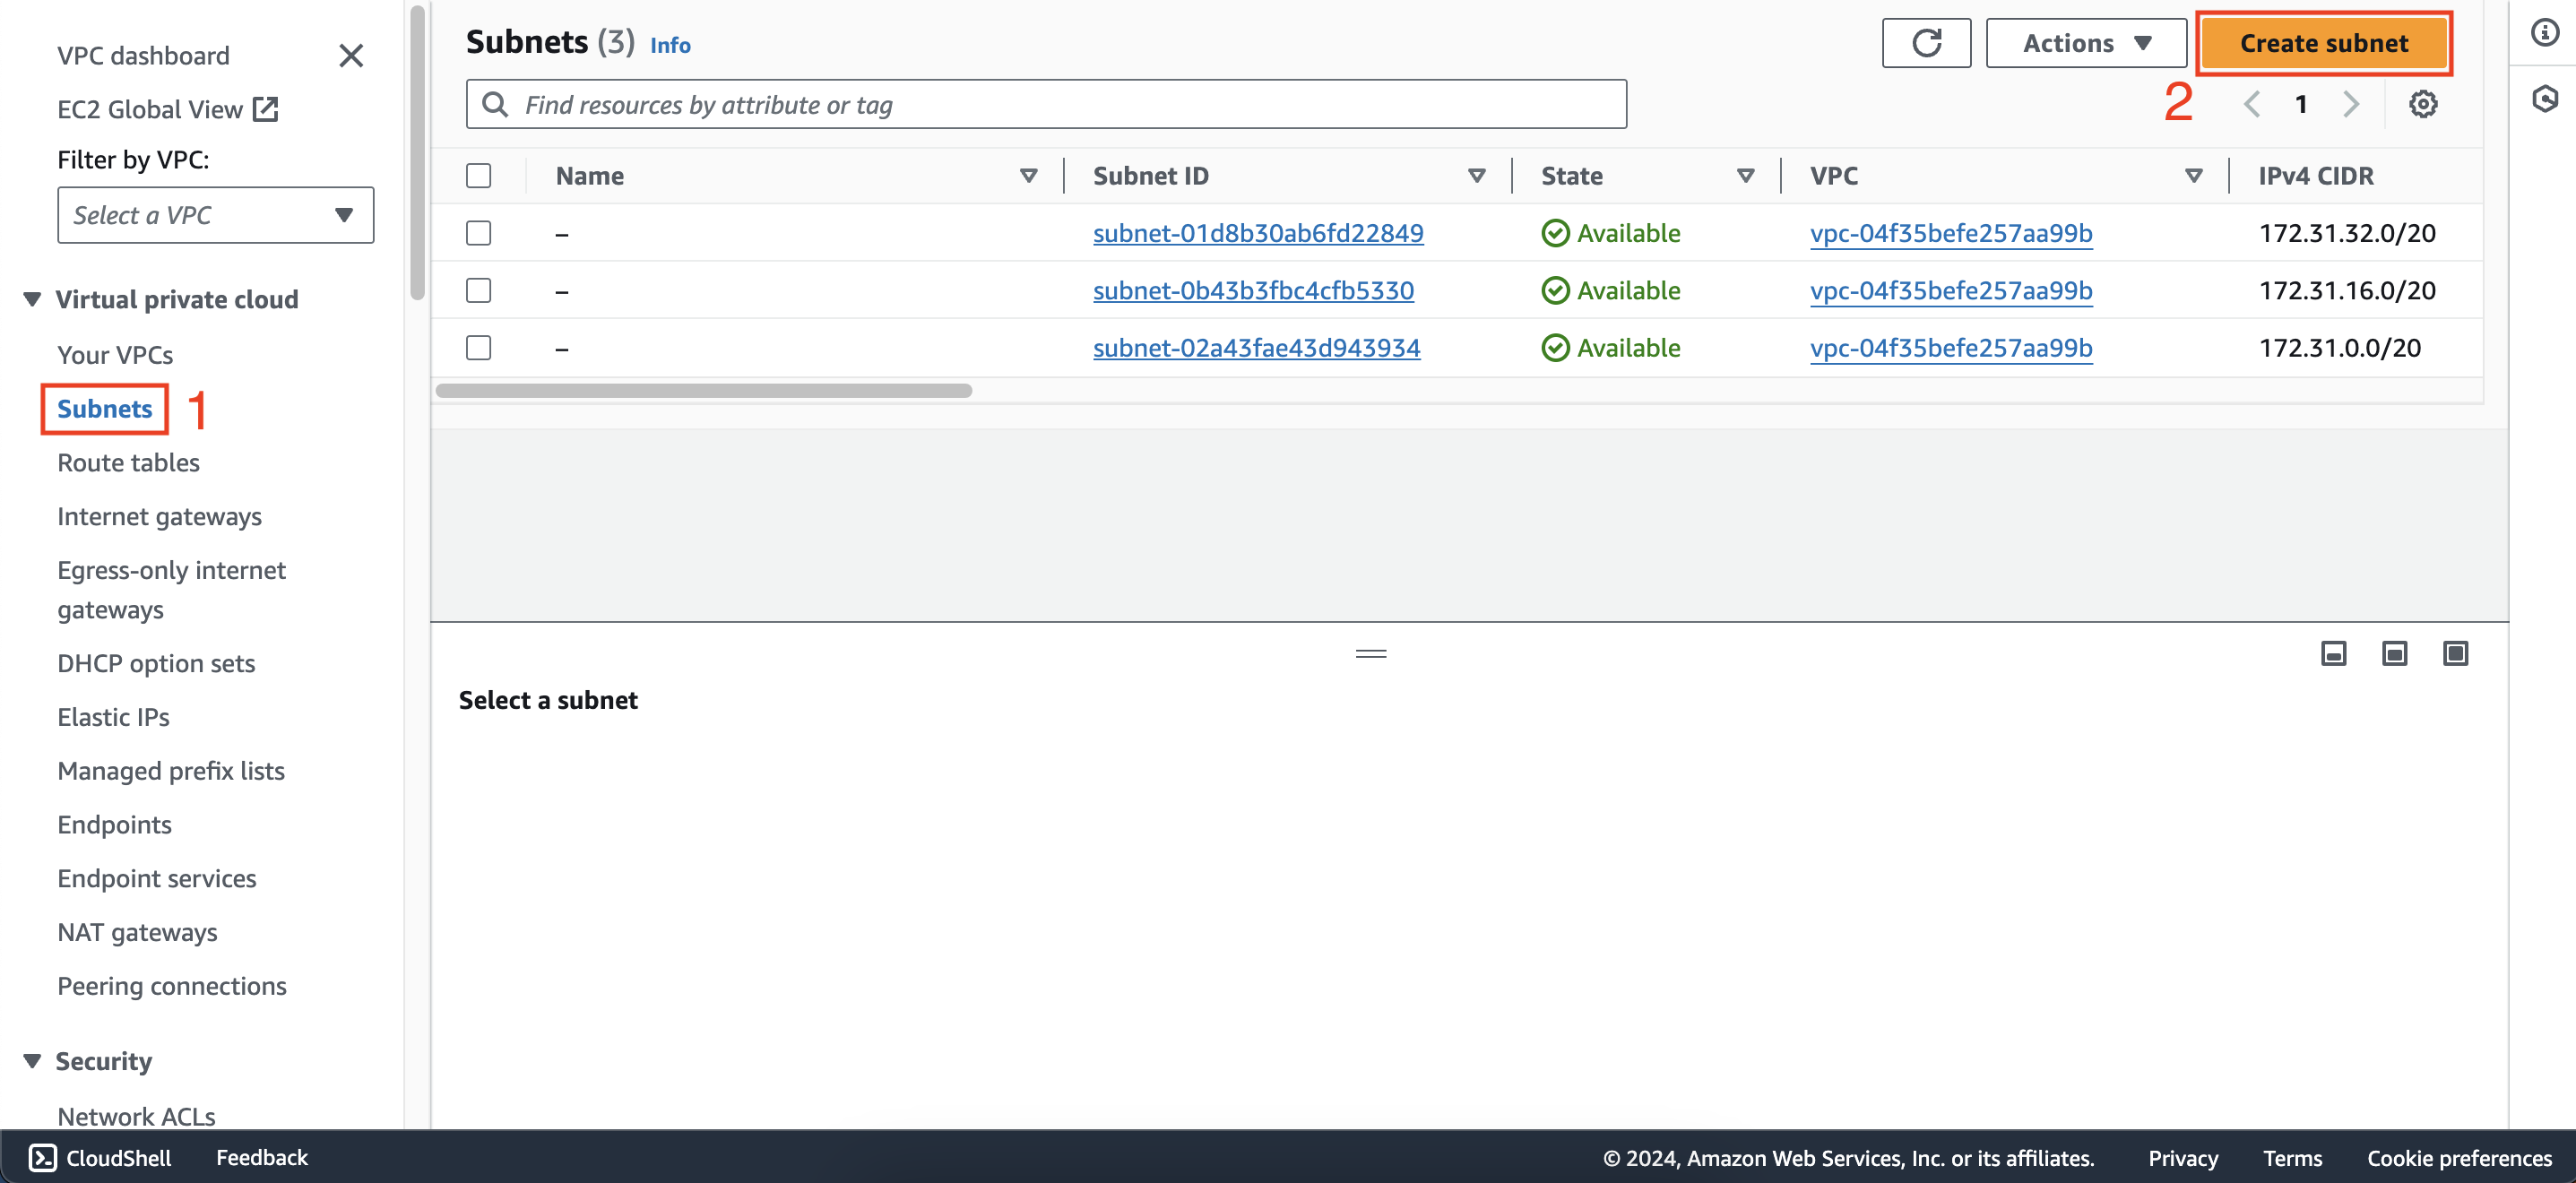 VPC dashboard
EC2 Global View
Filter by VPC:
Select a VPC
Virtual private cloud
Your VPCs
Subnets 1
Route tables
Internet gateways
Egress-only internet
gateways
DHCP option sets
Elastic IPs
Managed prefix lists
Endpoints
Endpoint services
NAT gateways
Peering connections
Security
Network ACLs
Subnets (3) Info
Actions
Create subnet
Find resources by attribute or tag
2
1
Name Subnet ID State VPC IPv4 CIDR
– subnet-01d8b30ab6fd22849 Available vpc-04f35befe257aa99b 172.31.32.0/20
– subnet-0b43b3fbc4cfb5330 Available vpc-04f35befe257aa99b 172.31.16.0/20
– subnet-02a43fae43d943934 Available vpc-04f35befe257aa99b 172.31.0.0/20
Select a subnet
CloudShell Feedback © 2024, Amazon Web Services, Inc. or its affiliates. Privacy Terms Cookie preferences